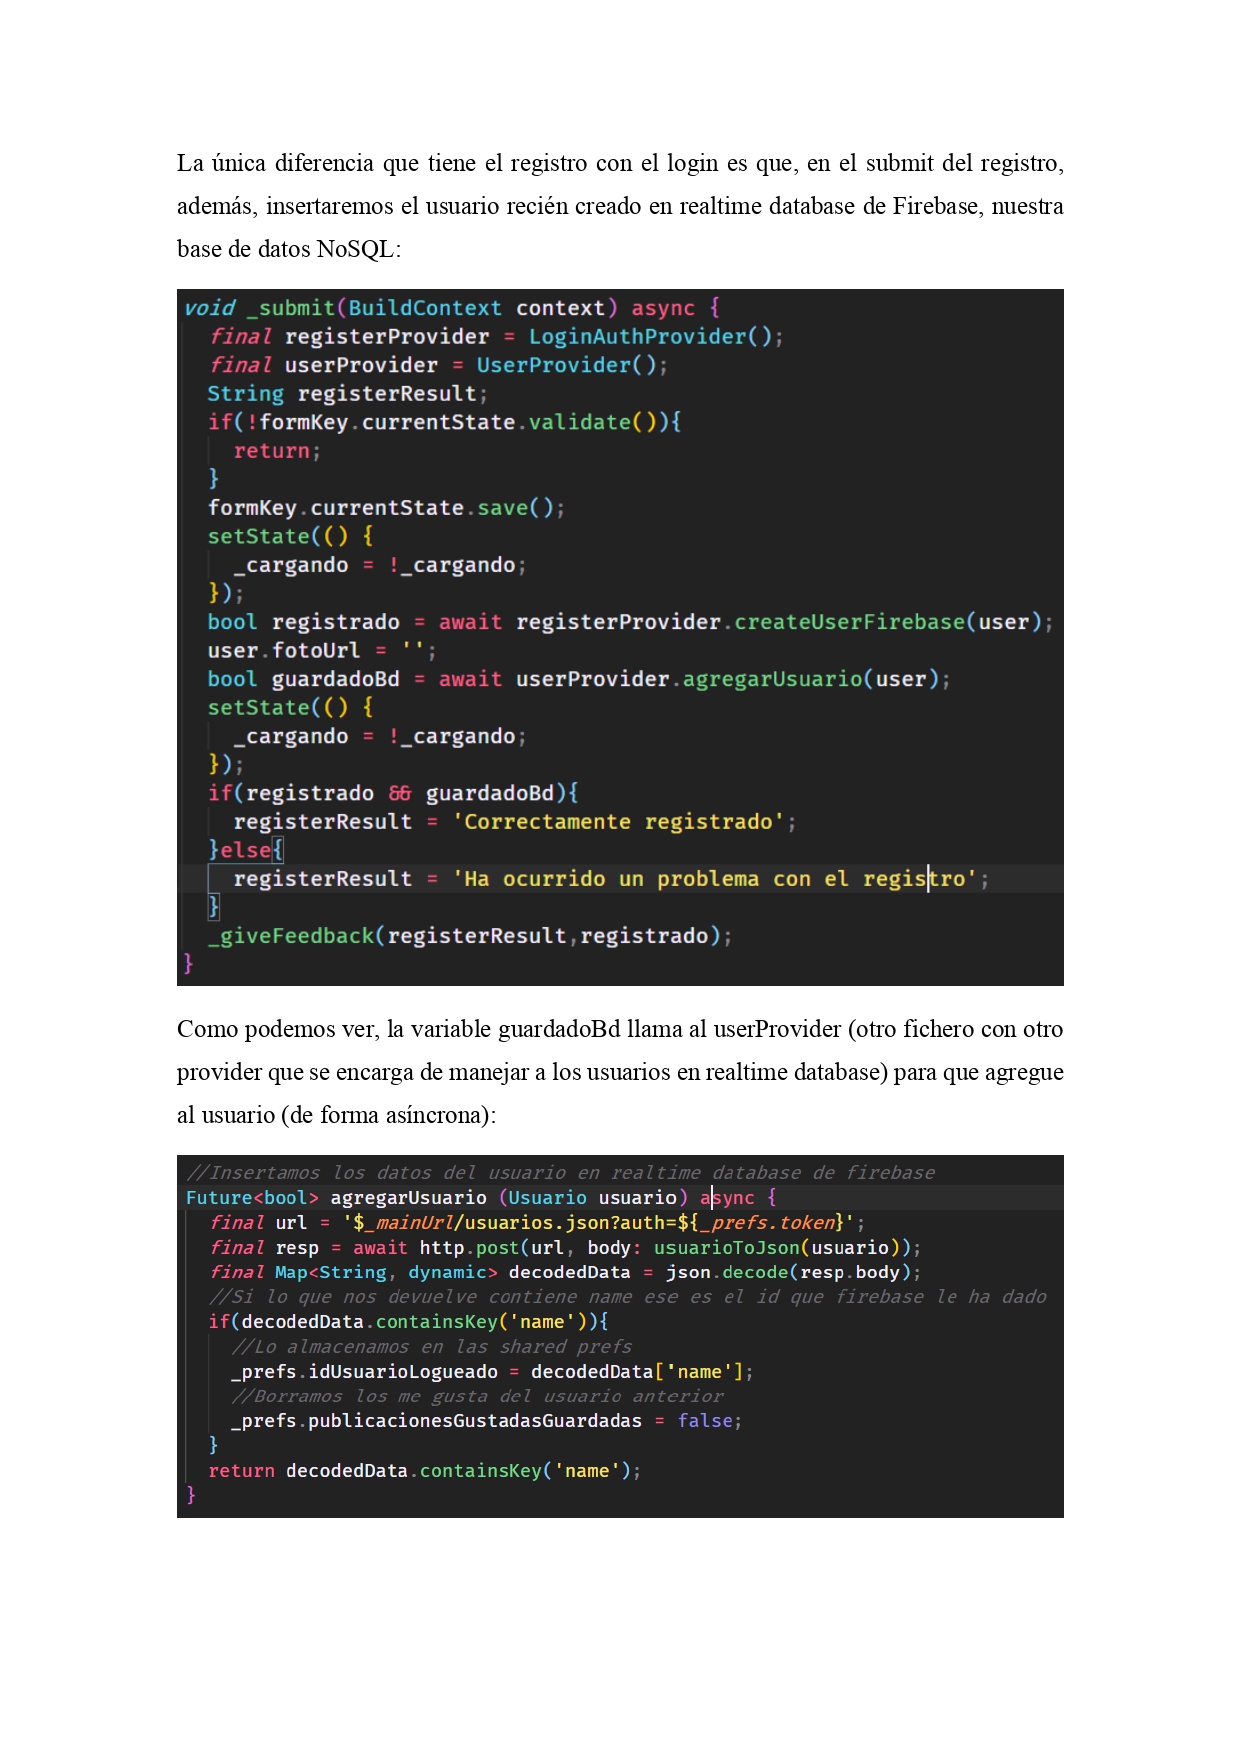 La única diferencia que tiene el registro con el login es que, en el submit del registro,
además, insertaremos el usuario recién creado en realtime database de Firebase, nuestra
base de datos NoSQL:
void _submit(BuildContext context) async {
  final registerProvider = LoginAuthProvider();
  final userProvider = UserProvider();
  String registerResult;
  if(!formKey.currentState.validate()){
    return;
  }
  formKey.currentState.save();
  setState(() {
    _cargando = !_cargando;
  });
  bool registrado = await registerProvider.createUserFirebase(user);
  user.fotoUrl = '';
  bool guardadoBd = await userProvider.agregarUsuario(user);
  setState(() {
    _cargando = !_cargando;
  });
  if(registrado && guardadoBd){
    registerResult = 'Correctamente registrado';
  }else{
    registerResult = 'Ha ocurrido un problema con el registro';
  }
  _giveFeedback(registerResult,registrado);
}
Como podemos ver, la variable guardadoBd llama al userProvider (otro fichero con otro
provider que se encarga de manejar a los usuarios en realtime database) para que agregue
al usuario (de forma asíncrona):
//Insertamos los datos del usuario en realtime database de firebase
Future<bool> agregarUsuario (Usuario usuario) async {
  final url = '$_mainUrl/usuarios.json?auth=${_prefs.token}';
  final resp = await http.post(url, body: usuarioToJson(usuario));
  final Map<String, dynamic> decodedData = json.decode(resp.body);
  //Si lo que nos devuelve contiene name ese es el id que firebase le ha dado
  if(decodedData.containsKey('name')){
    //Lo almacenamos en las shared prefs
    _prefs.idUsuarioLogueado = decodedData['name'];
    //Borramos los me gusta del usuario anterior
    _prefs.publicacionesGustadasGuardadas = false;
  }
  return decodedData.containsKey('name');
}